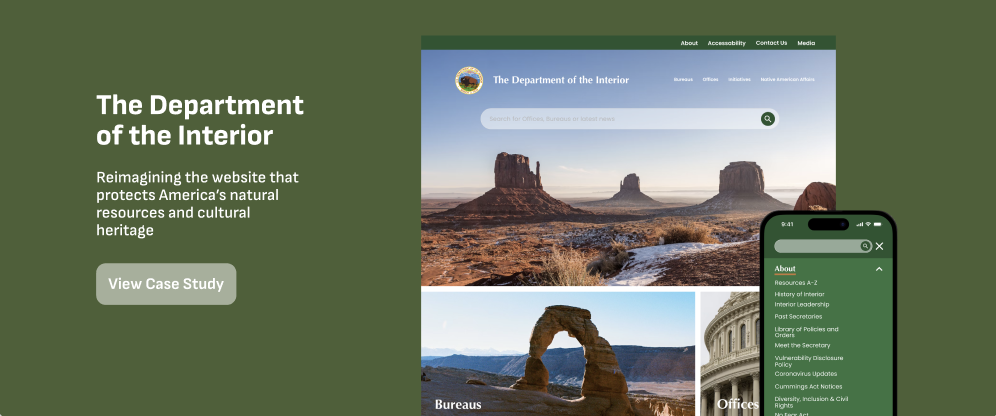 The Department
of the Interior
Reimagining the website that
protects America's natural
resources and cultural
heritage
View Case Study
About Accessability Contact Us Media
The Department of the Interior
Bureaus Offices Initiatives Native American Affairs
Search for Offices, Bureaus or latest news
Bureaus
Offices
9:41
About
Resources A-Z
History of Interior
Interior Leadership
Past Secretaries
Library of Policies and
Orders
Meet the Secretary
Vulnerability Disclosure
Policy
Coronavirus Updates
Cummings Act Notices
Diversity, Inclusion & Civil
Rights
No Fear Act